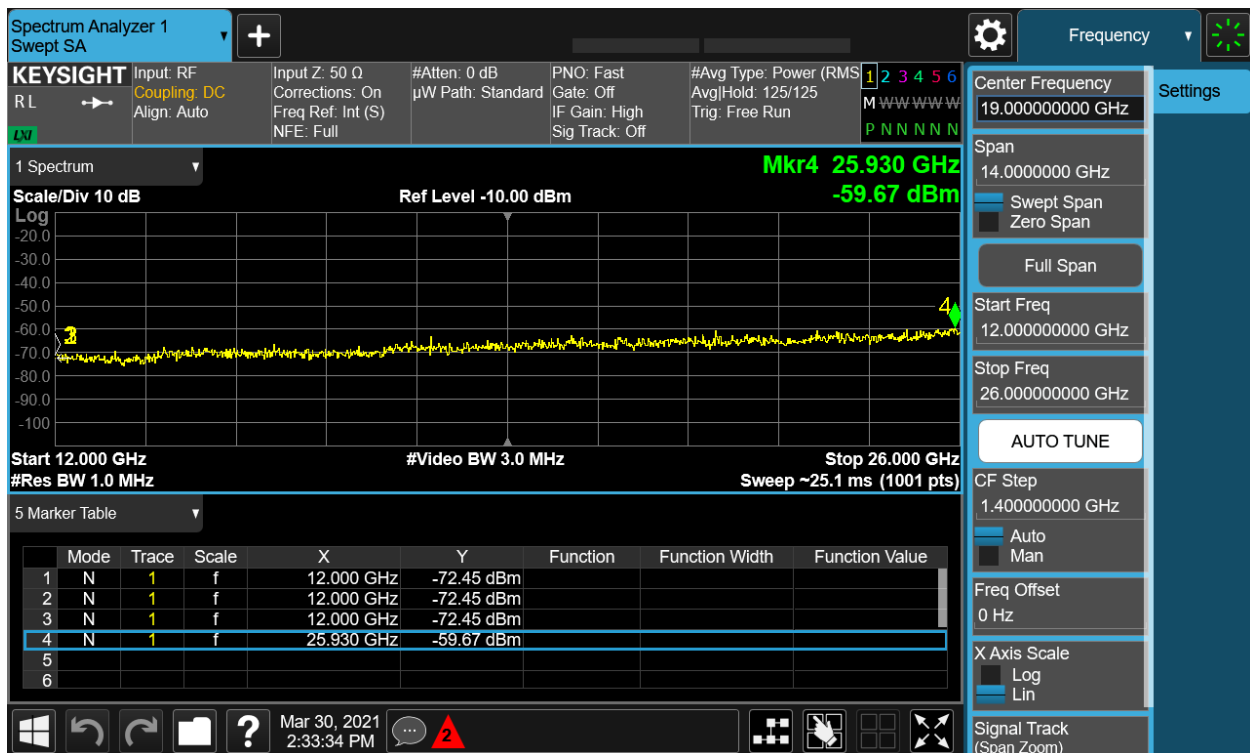 Spectrum Analyzer 1
Swept SA
Frequency
KEYSIGHT
RL
LXI
Input: RF
Coupling: DC
Align: Auto
Input Z: 50 Ω
Corrections: On
Freq Ref: Int (S)
NFE: Full
#Atten: 0 dB
µW Path: Standard
PNO: Fast
Gate: Off
IF Gain: High
Sig Track: Off
#Avg Type: Power (RMS
Avg|Hold: 125/125
Trig: Free Run
1 2 3 4 5 6
M W W W W W
P N N N N N
1 Spectrum
Mkr4 25.930 GHz
-59.67 dBm
Scale/Div 10 dB
Ref Level -10.00 dBm
Log
-20.0
-30.0
-40.0
-50.0
-60.0
-70.0
-80.0
-90.0
-100
3
4
Start 12.000 GHz
#Video BW 3.0 MHz
Stop 26.000 GHz
#Res BW 1.0 MHz
Sweep ~25.1 ms (1001 pts)
5 Marker Table
Mode Trace Scale X Y Function Function Width Function Value
1 N 1 f 12.000 GHz -72.45 dBm
2 N 1 f 12.000 GHz -72.45 dBm
3 N 1 f 12.000 GHz -72.45 dBm
4 N 1 f 25.930 GHz -59.67 dBm
5
6
?
Mar 30, 2021
2:33:34 PM
2
Center Frequency
19.000000000 GHz
Settings
Span
14.0000000 GHz
Swept Span
Zero Span
Full Span
Start Freq
12.000000000 GHz
Stop Freq
26.000000000 GHz
AUTO TUNE
CF Step
1.400000000 GHz
Auto
Man
Freq Offset
0 Hz
X Axis Scale
Log
Lin
Signal Track
(Span Zoom)